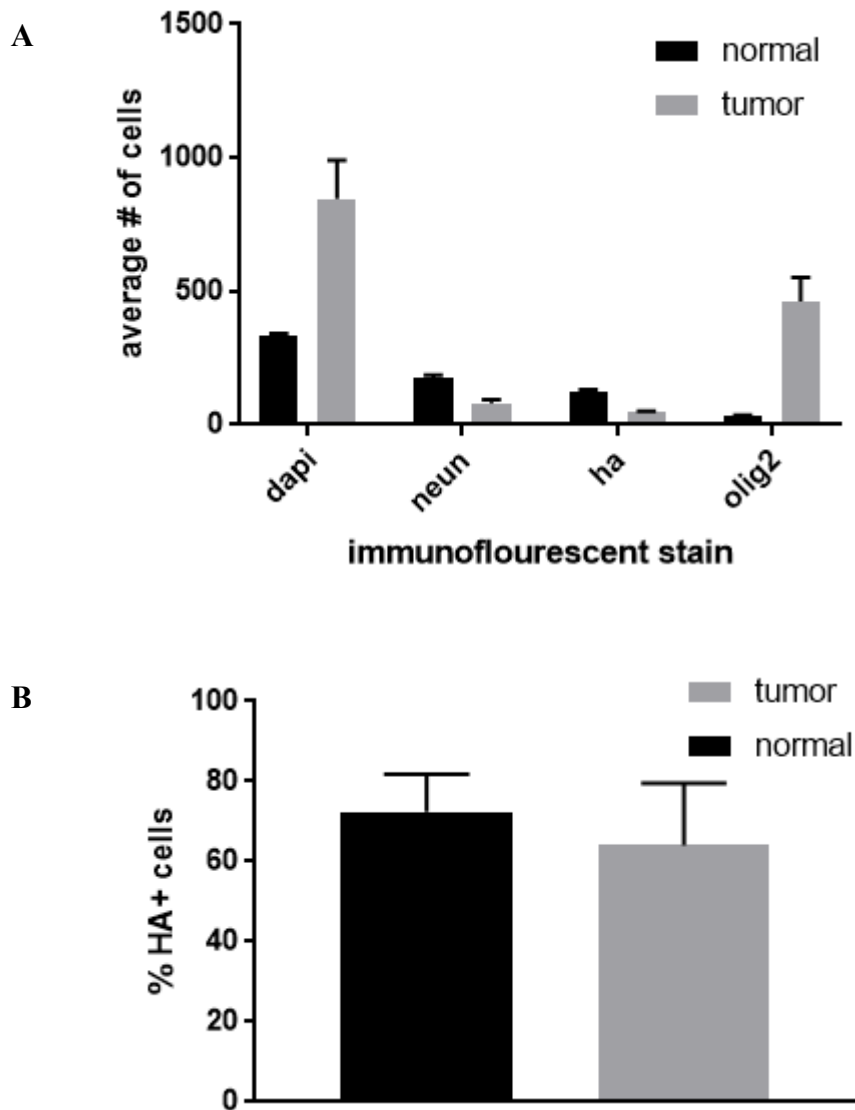 A
1500
1000
500
0
average # of cells
normal
tumor
dapi
neun
ha
olig2
immunoflourescent stain
B
100
80
60
40
20
0
% HA+ cells
tumor
normal